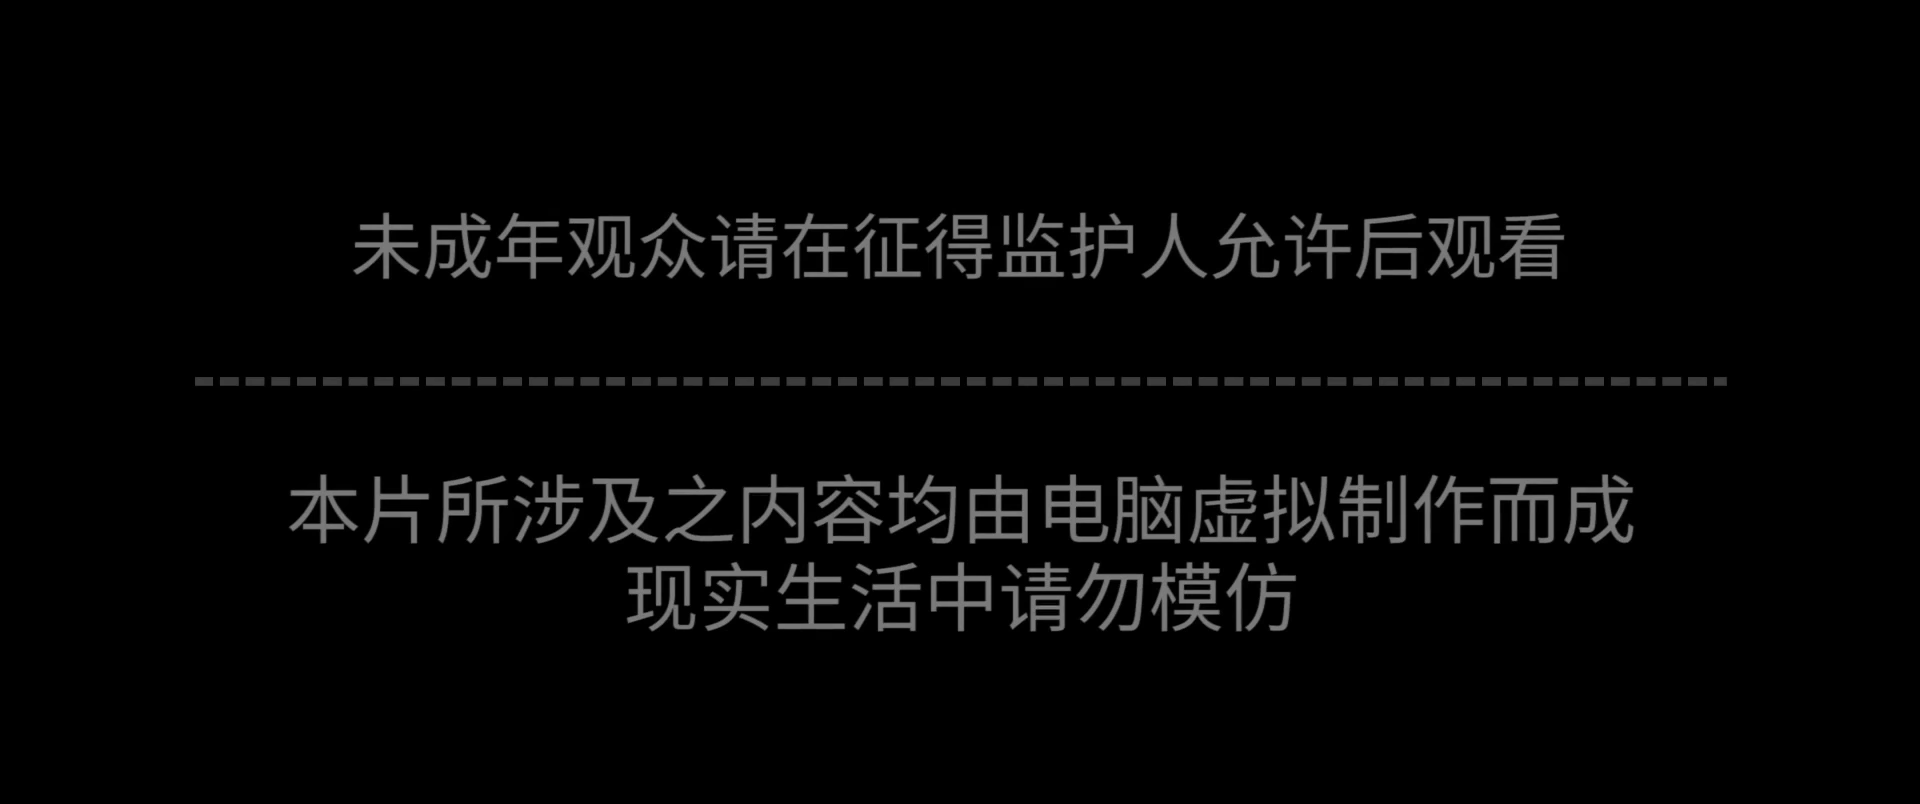 未成年观众请在征得监护人允许后观看
本片所涉及之内容均由电脑虚拟制作而成
现实生活中请勿模仿